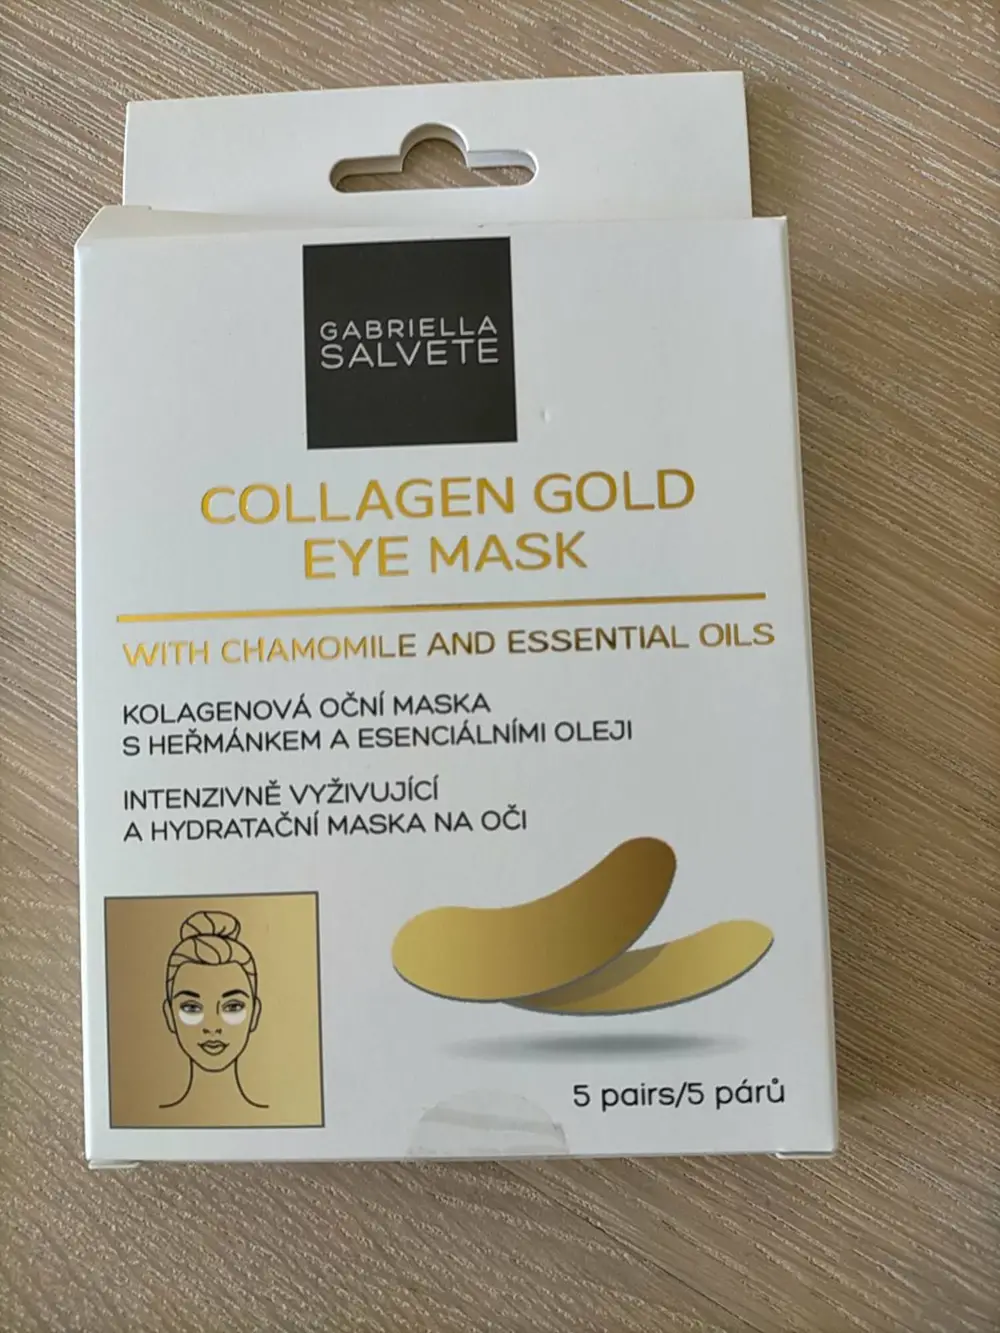 GABRIELLA
SALVETE
COLLAGEN GOLD
EYE MASK
WITH CHAMOMILE AND ESSENTIAL OILS
KOLAGENOVÁ OČNÍ MASKA
S HEŘMÁNKEM A ESENCIÁLNÍMI OLEJI
INTENZIVNĚ VYŽIVUJÍCÍ
A HYDRATAČNÍ MASKA NA OČI
5 pairs/5 párů